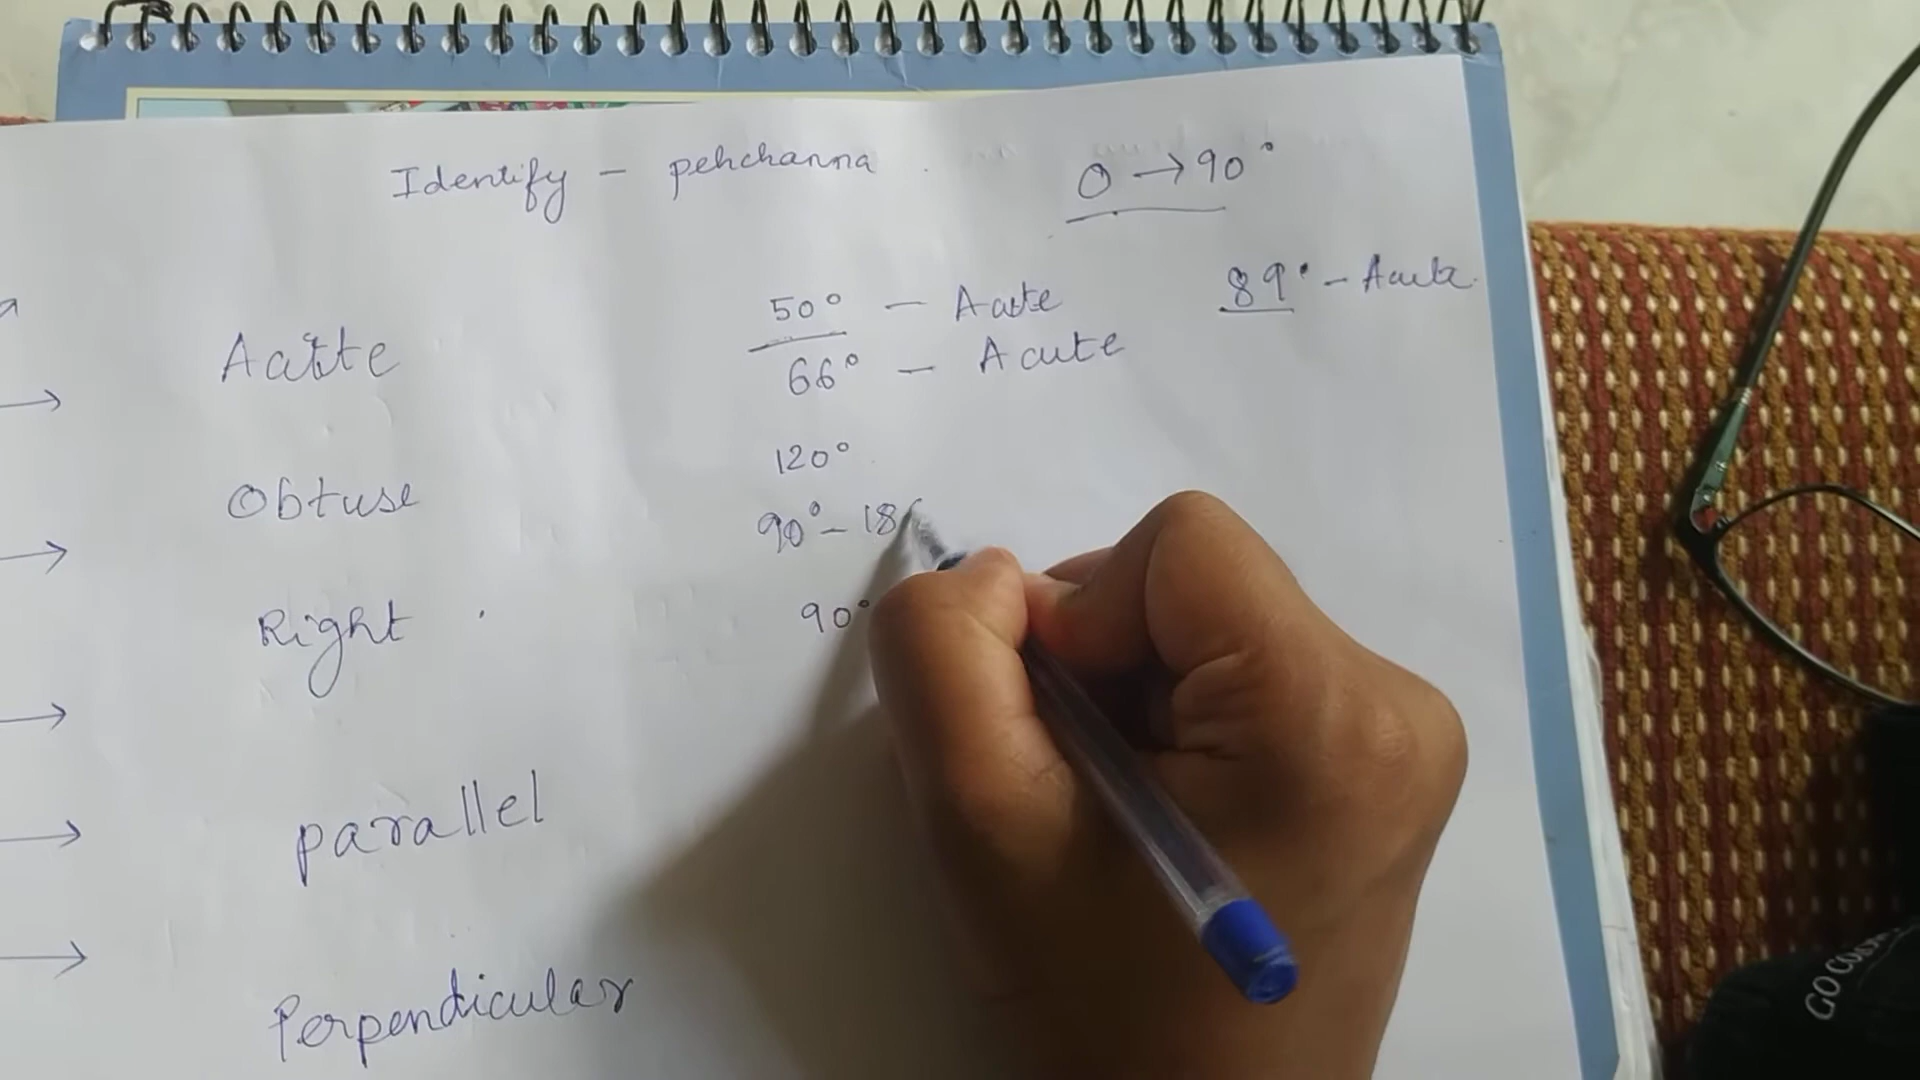 Identify - pehchanna
0 → 90°
50° - Acute
89° - Acute
Acute
66° - Acute
120°
Obtuse
90° - 18
Right
90°
parallel
Perpendicular